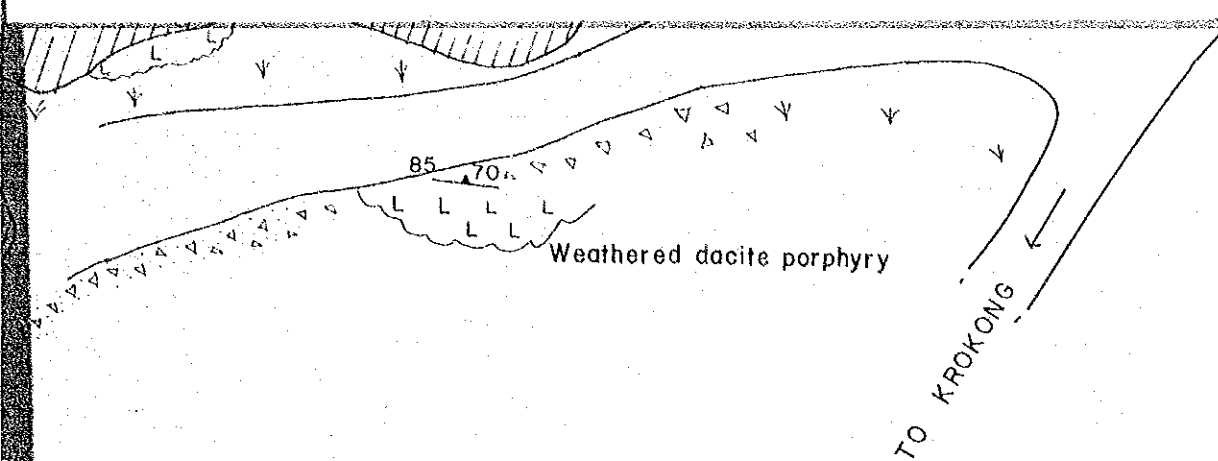 L L
L
85 70
L L L L
L L
Weathered dacite porphyry
TO KROKONG